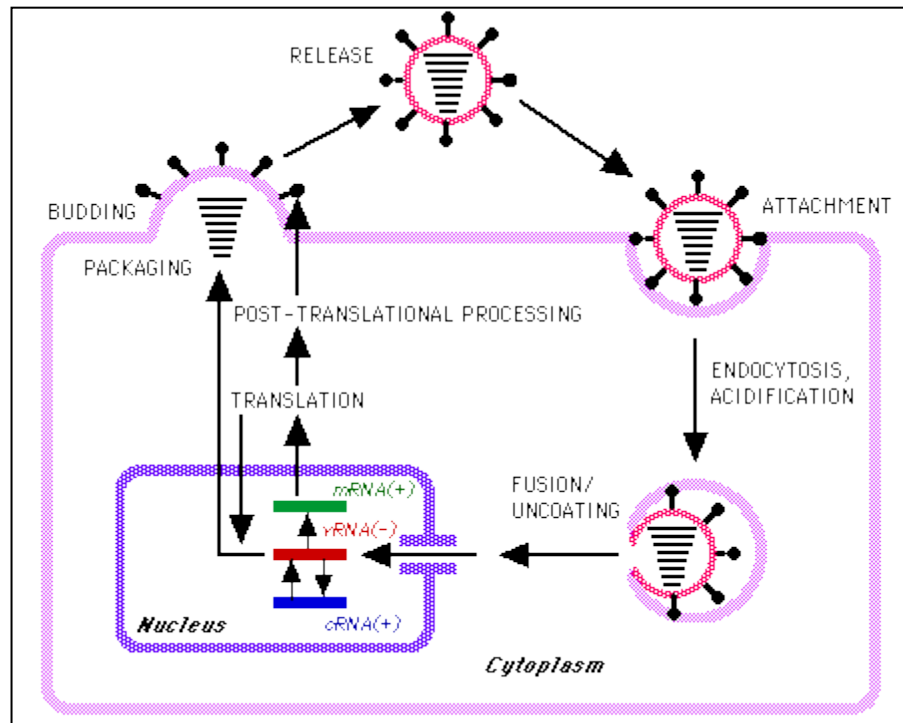 RELEASE
BUDDING
ATTACHMENT
PACKAGING
POST-TRANSLATIONAL PROCESSING
ENDOCYTOSIS,
ACIDIFICATION
TRANSLATION
FUSION/
UNCOATING
mRNA(+)
vRNA(-)
cRNA(+)
Nucleus
Cytoplasm